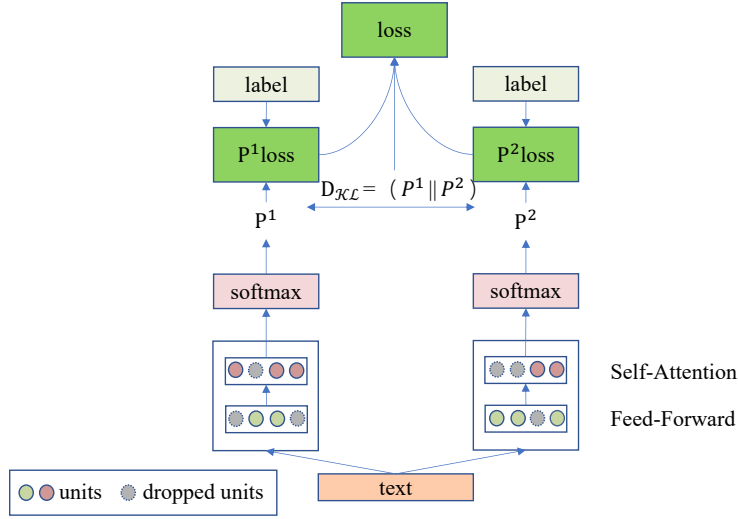 loss
label
label
P¹loss
P²loss
D𝒦ℒ = ( P¹ ∥ P² )
P¹
P²
softmax
softmax
Self-Attention
Feed-Forward
units
dropped units
text